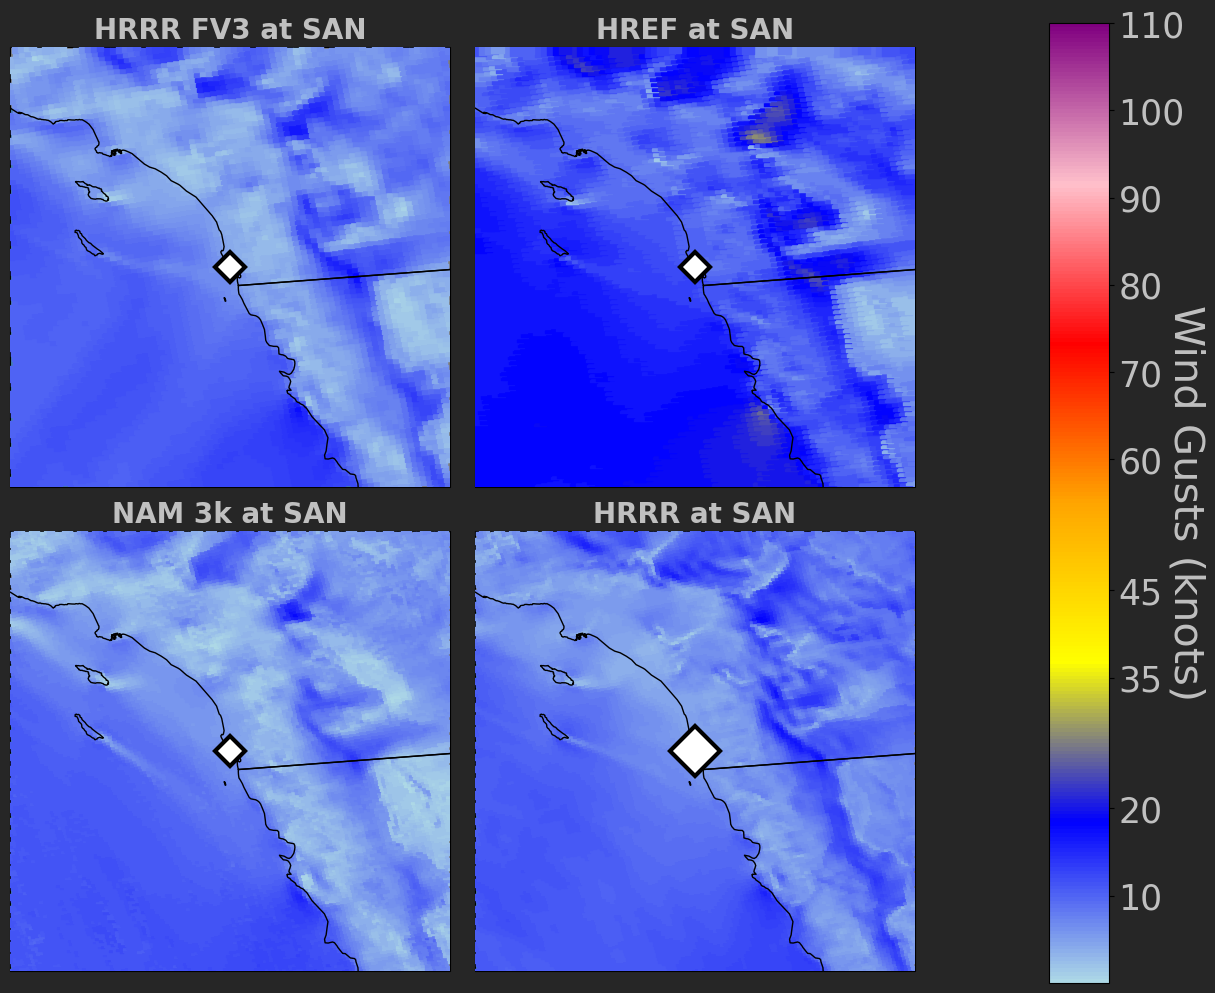 HRRR FV3 at SAN
HREF at SAN
NAM 3k at SAN
HRRR at SAN
110
100
90
80
70
60
45
35
20
10
Wind Gusts (knots)